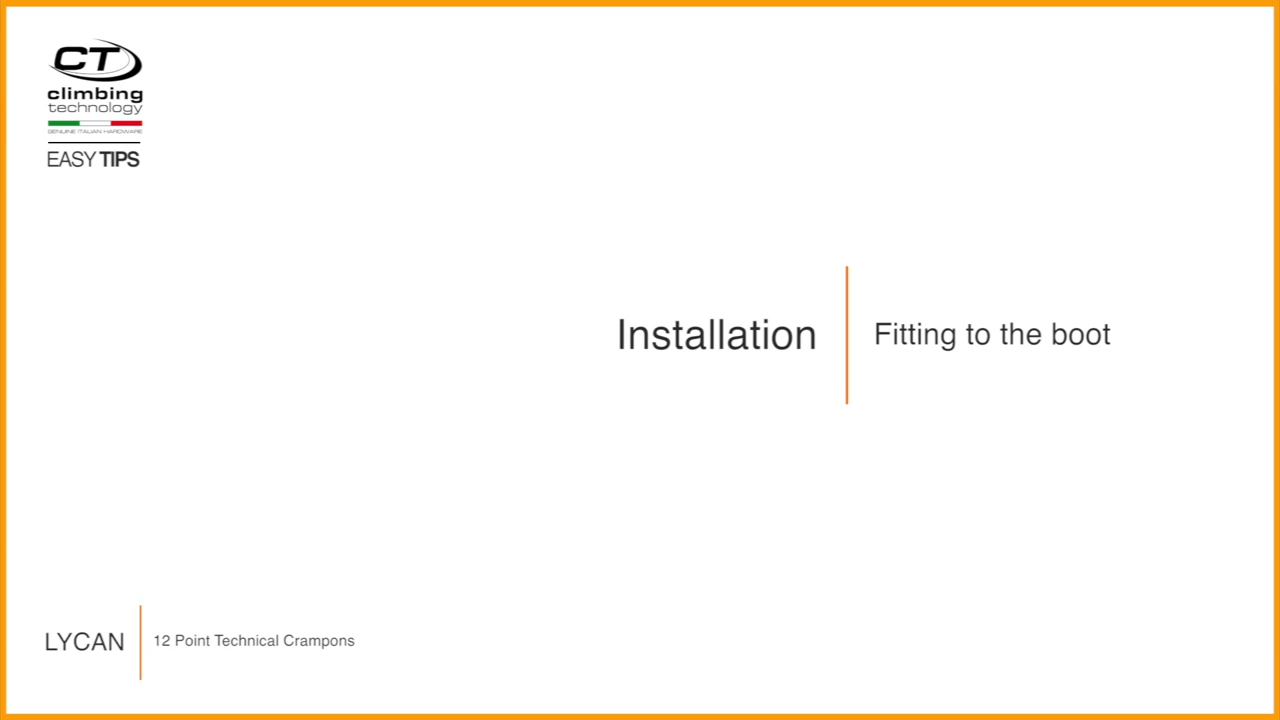 CT
climbing
technology
GENUINE ITALIAN HARDWARE
EASY TIPS
Installation
Fitting to the boot
LYCAN
12 Point Technical Crampons